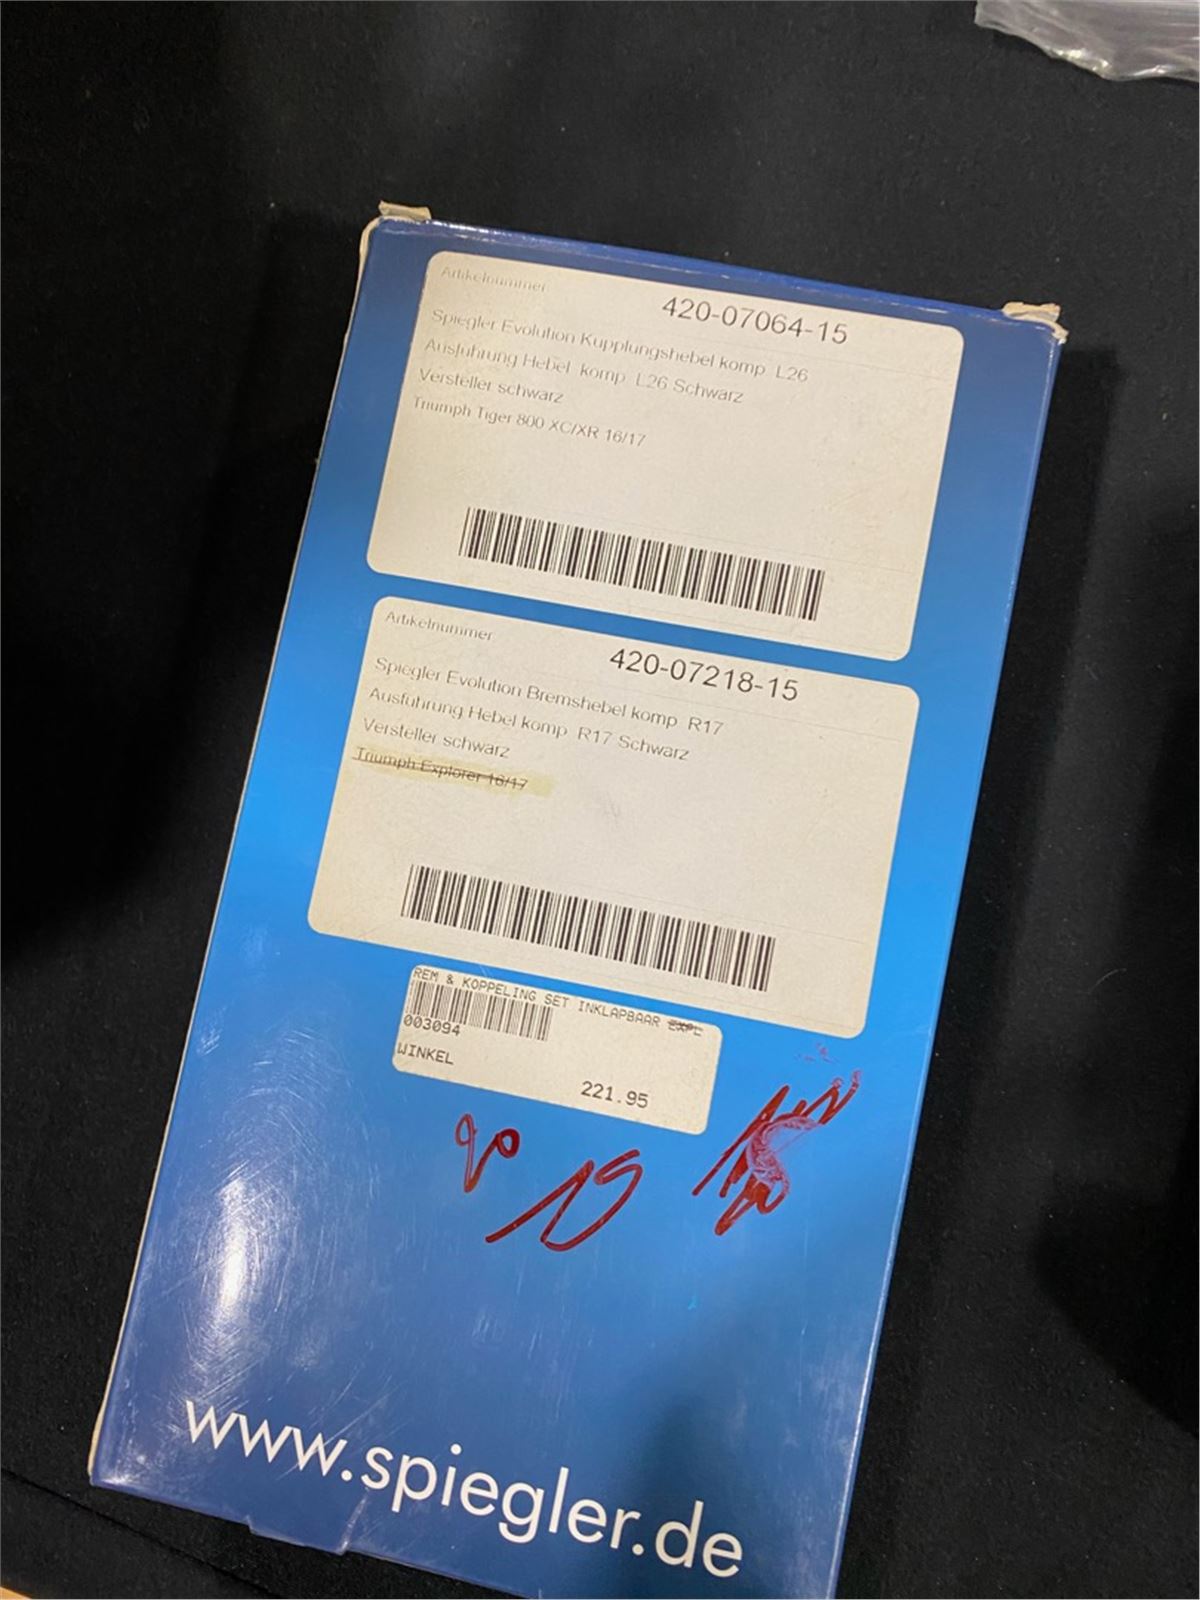 Artikelnummer
420-07064-15
Spiegler Evolution Kupplungshebel komp. L26
Ausführung Hebel komp. L26 Schwarz
Versteller schwarz
Triumph Tiger 800 XC/XR 16/17
Artikelnummer
420-07218-15
Spiegler Evolution Bremshebel komp. R17
Ausführung Hebel komp. R17 Schwarz
Versteller schwarz
Triumph Explorer 16/17
REM & KOPPELING SET INKLAPBAAR EXPL
003094
WINKEL
221.95
www.spiegler.de